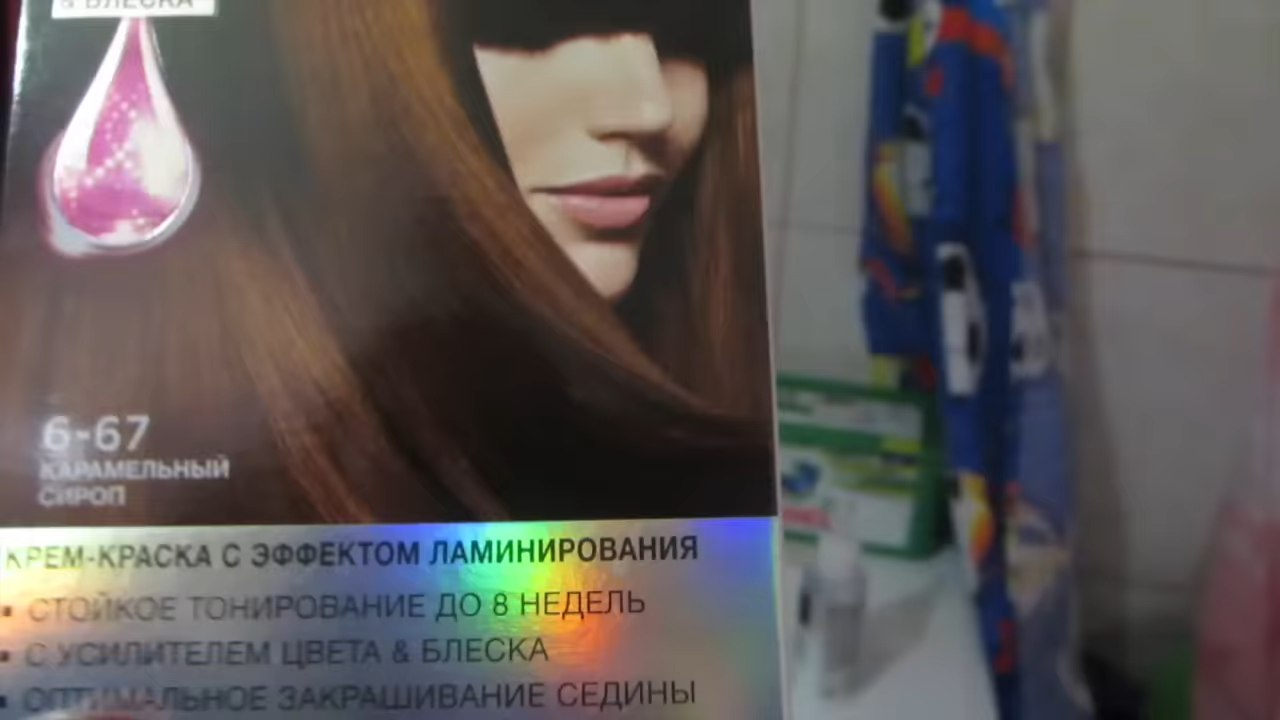 & БЛЕСКА
6-67
КАРАМЕЛЬНЫЙ
СИРОП
КРЕМ-КРАСКА С ЭФФЕКТОМ ЛАМИНИРОВАНИЯ
▪ СТОЙКОЕ ТОНИРОВАНИЕ ДО 8 НЕДЕЛЬ
▪ С УСИЛИТЕЛЕМ ЦВЕТА & БЛЕСКА
▪ ОПТИМАЛЬНОЕ ЗАКРАШИВАНИЕ СЕДИНЫ